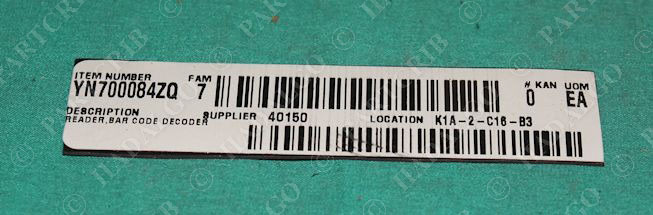 ITEM NUMBER FAM # KAN UOM
YN700084ZQ 7 0 EA
DESCRIPTION SUPPLIER 40150 LOCATION K1A-2-C16-B3
READER,BAR CODE DECODER